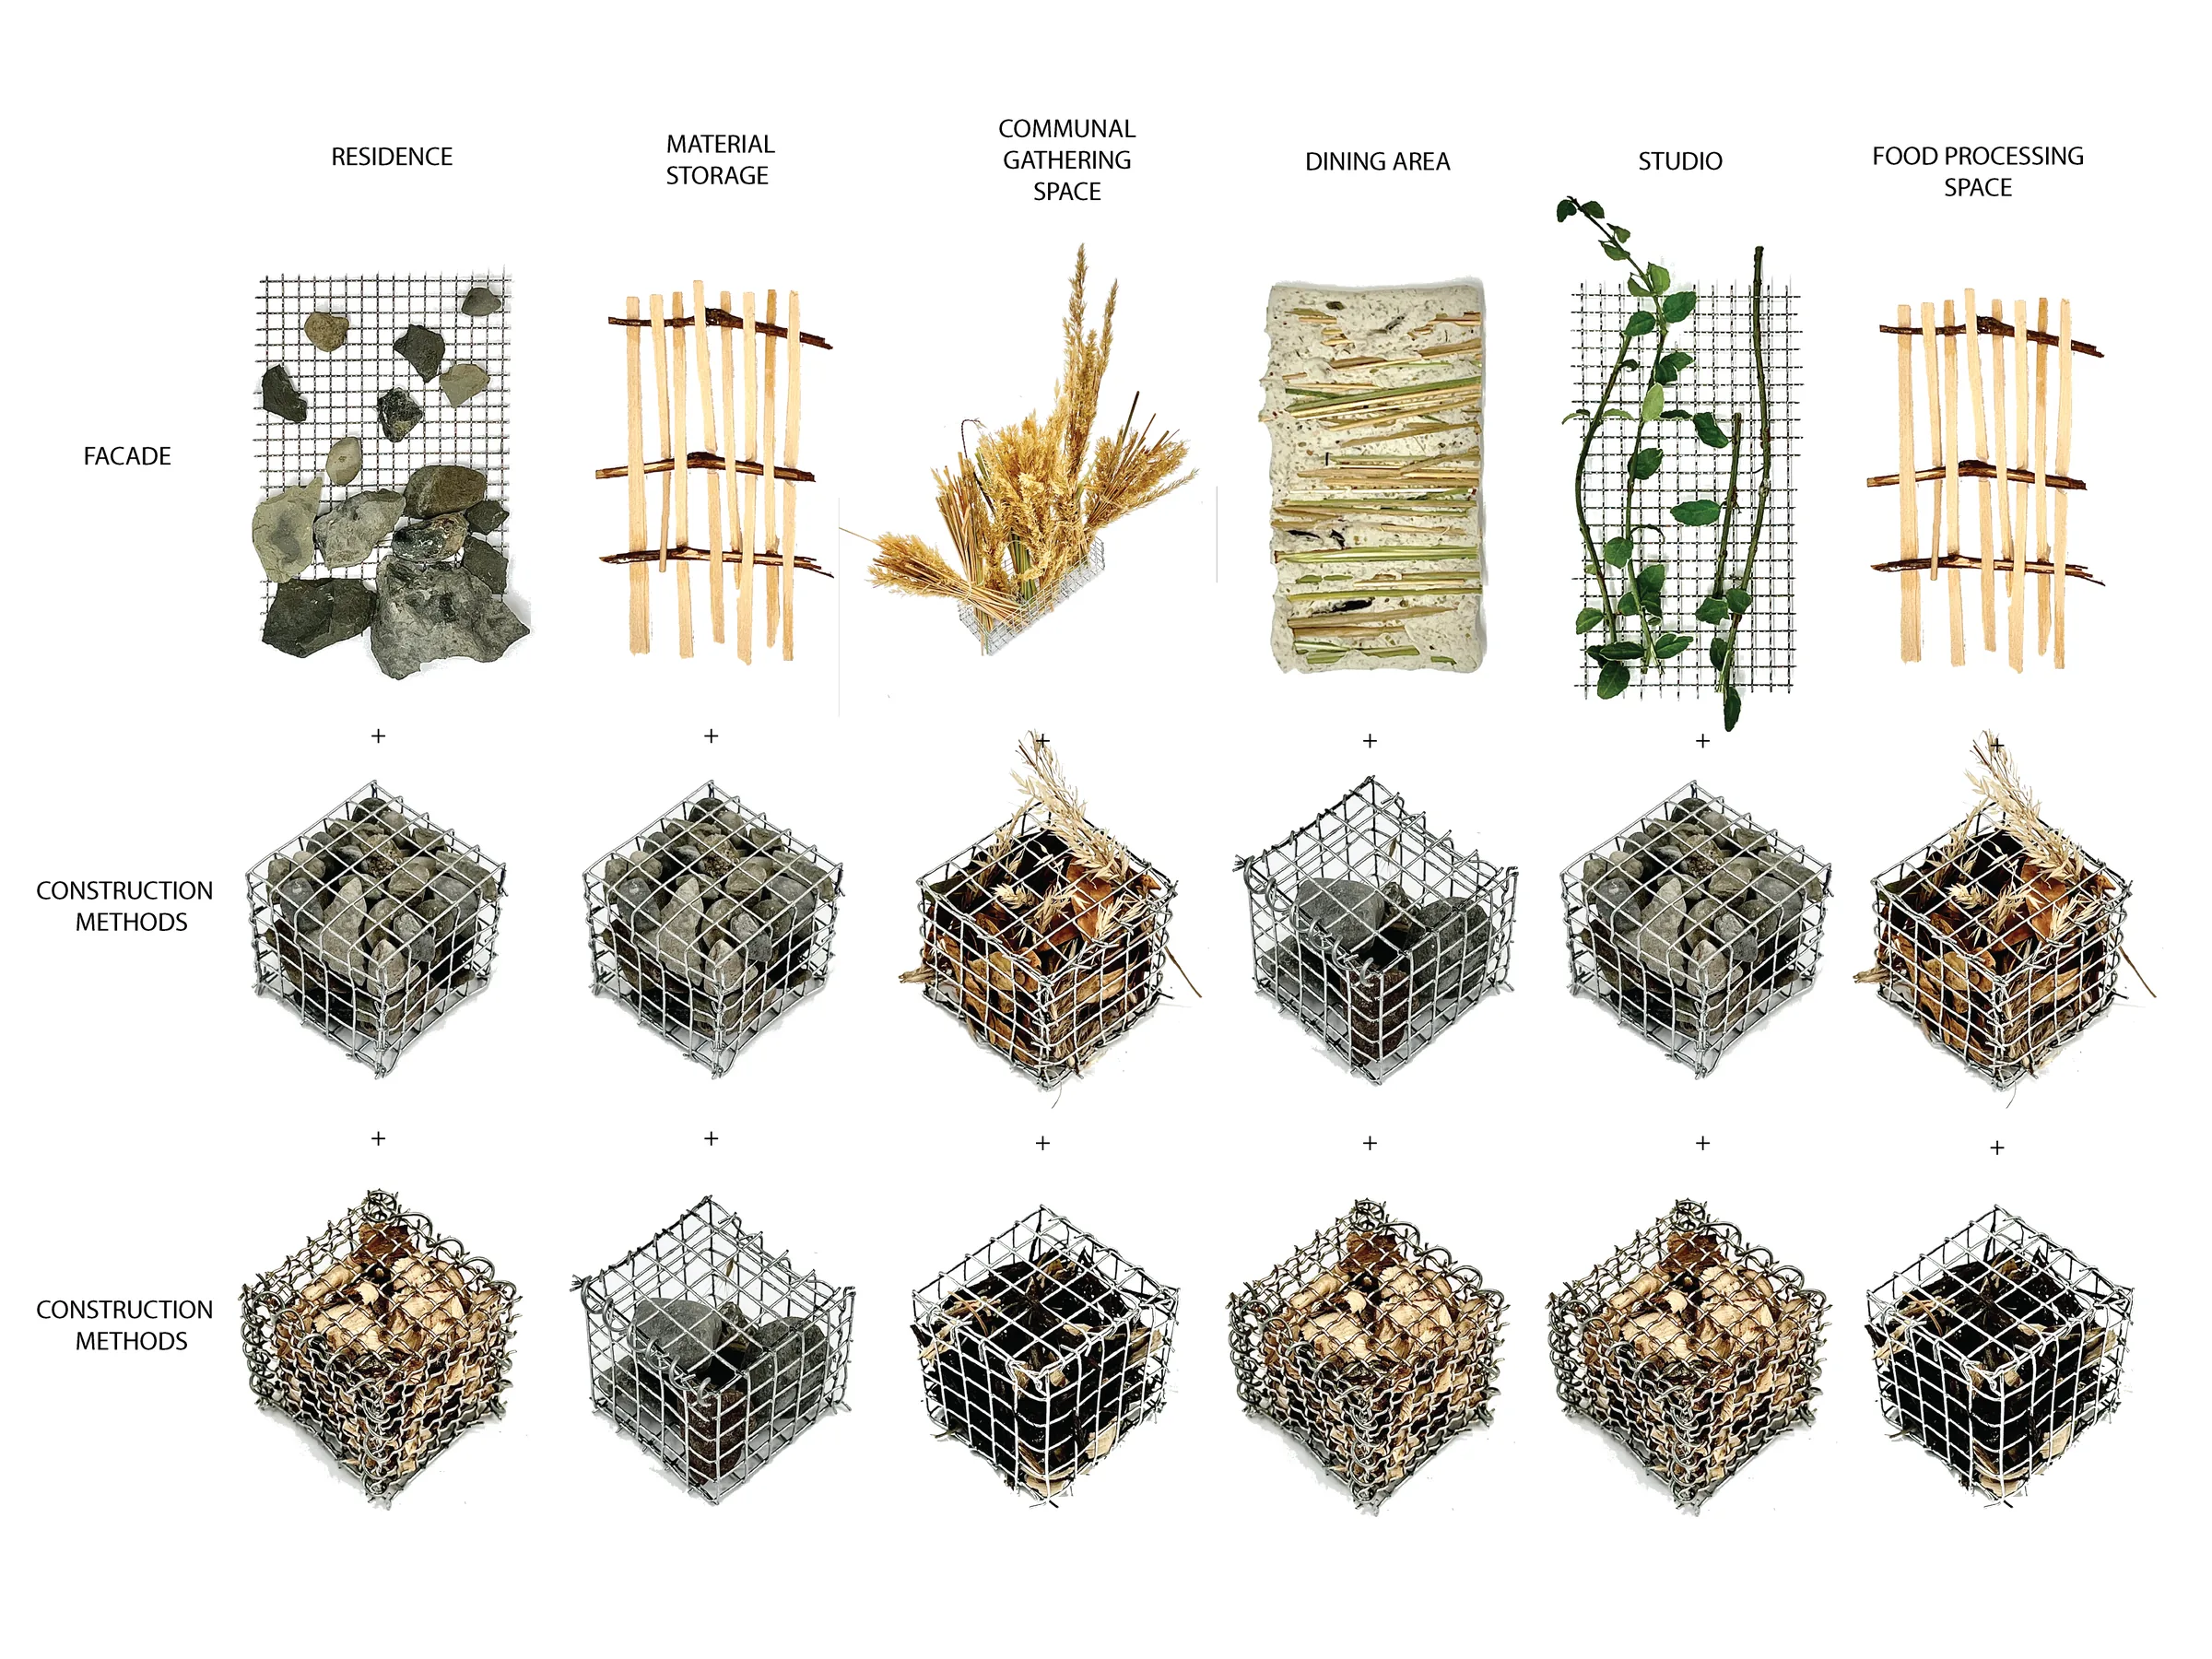 RESIDENCE
MATERIAL
STORAGE
COMMUNAL
GATHERING
SPACE
DINING AREA
STUDIO
FOOD PROCESSING
SPACE
FACADE
+ + + + + +
CONSTRUCTION
METHODS
+ + + + + +
CONSTRUCTION
METHODS